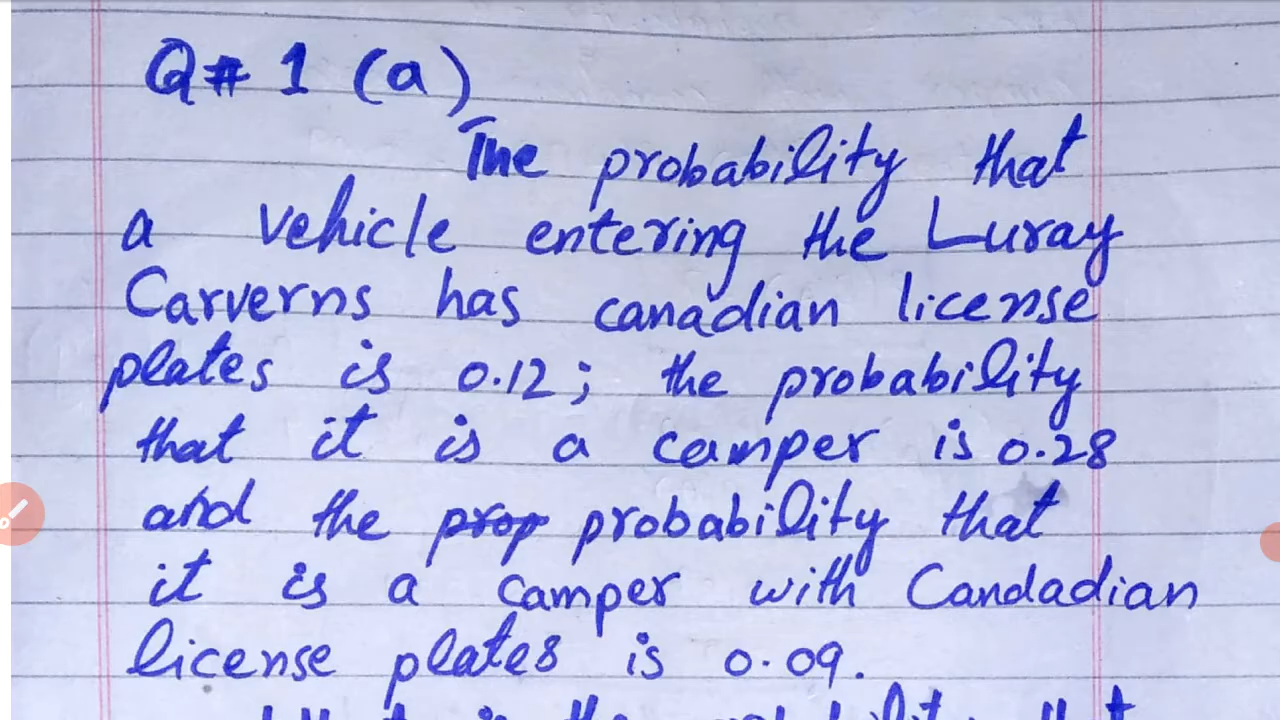 Q# 1 (a)
The probability that
a vehicle entering the Luray
Carverns has canadian license
plates is 0.12; the probability
that it is a camper is 0.28
and the prop probability that
it is a camper with Candadian
license plates is 0.09.